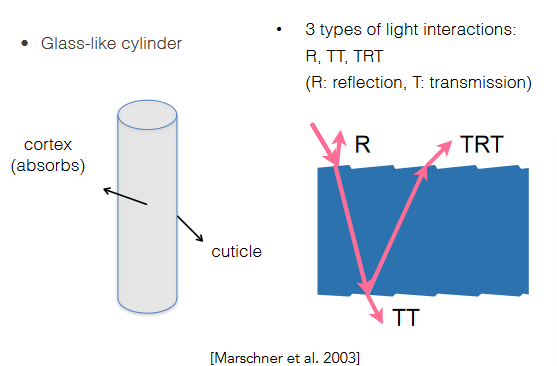 • Glass-like cylinder
• 3 types of light interactions:
R, TT, TRT
(R: reflection, T: transmission)
cortex
(absorbs)
cuticle
R
TRT
TT
[Marschner et al. 2003]